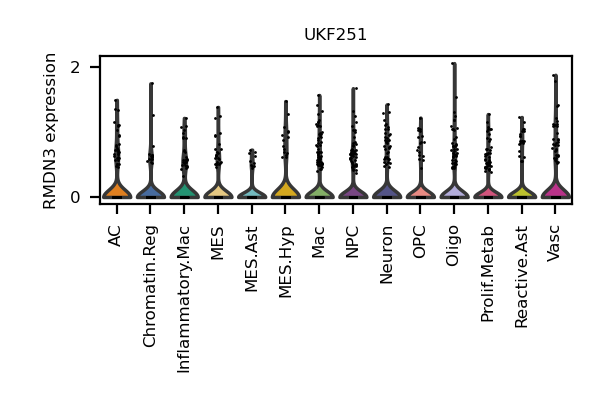 UKF251
RMDN3 expression
2
0
AC
Chromatin.Reg
Inflammatory.Mac
MES
MES.Ast
MES.Hyp
Mac
NPC
Neuron
OPC
Oligo
Prolif.Metab
Reactive.Ast
Vasc